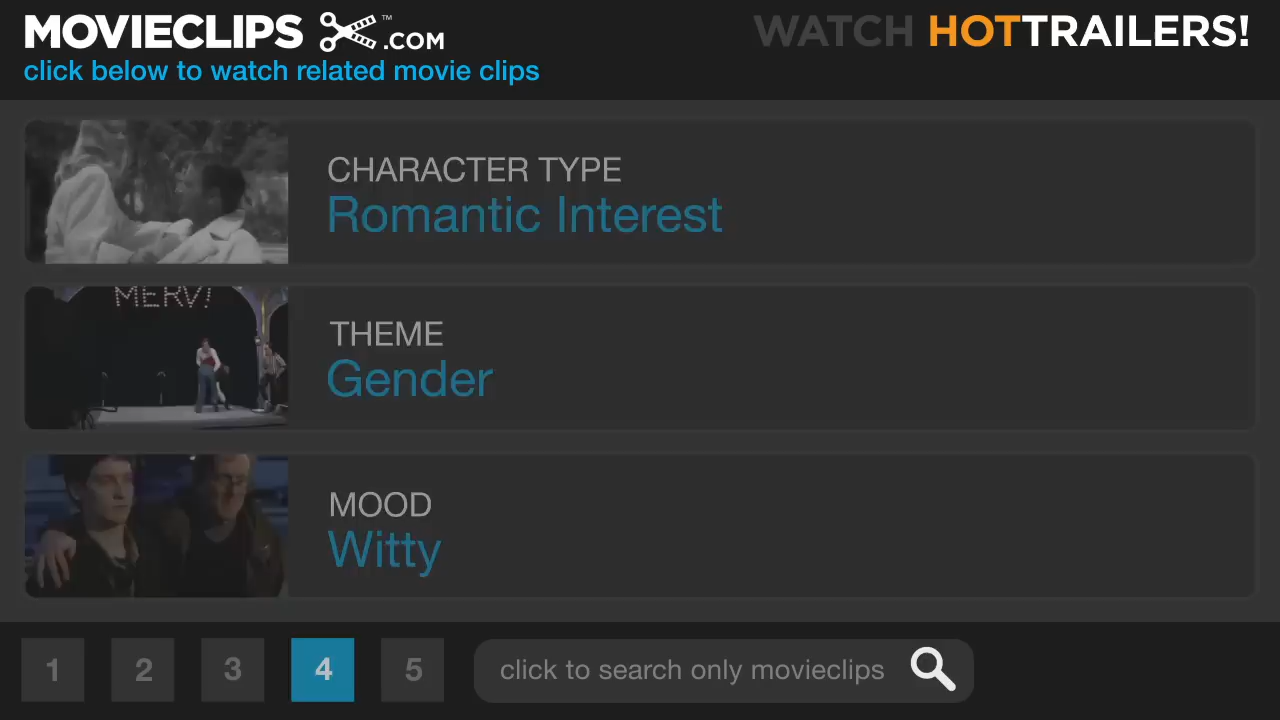 MOVIECLIPS ™.COM
WATCH HOTTRAILERS!
click below to watch related movie clips
CHARACTER TYPE
Romantic Interest
MERV!
THEME
Gender
MOOD
Witty
1 2 3 4 5
click to search only movieclips